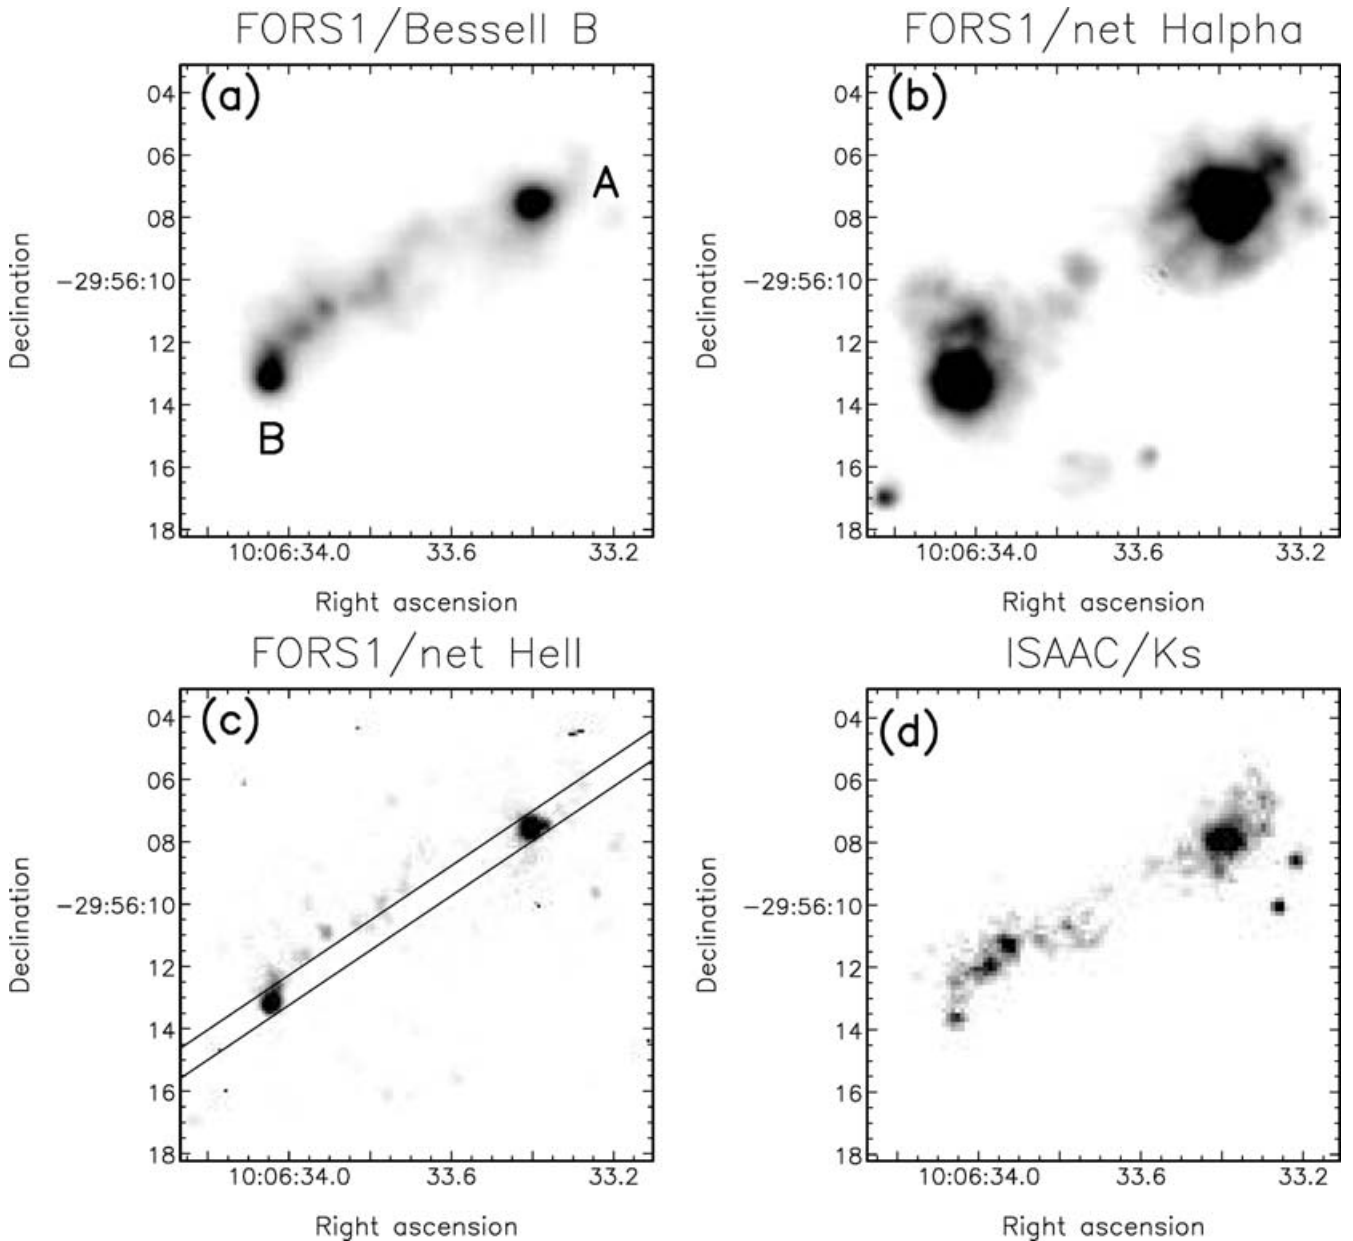 FORS1/Bessell B
(a)
A
B
04
06
08
-29:56:10
12
14
16
18
Declination
10:06:34.0 33.6 33.2
Right ascension
FORS1/net Halpha
(b)
04
06
08
-29:56:10
12
14
16
18
Declination
10:06:34.0 33.6 33.2
Right ascension
FORS1/net HeII
(c)
04
06
08
-29:56:10
12
14
16
18
Declination
10:06:34.0 33.6 33.2
Right ascension
ISAAC/Ks
(d)
04
06
08
-29:56:10
12
14
16
18
Declination
10:06:34.0 33.6 33.2
Right ascension